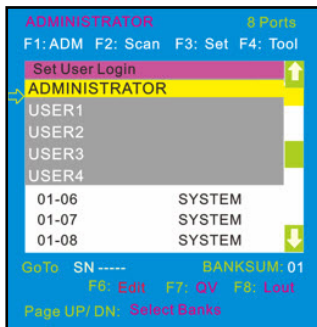 ADMINISTRATOR 8 Ports
F1: ADM F2: Scan F3: Set F4: Tool
Set User Login
ADMINISTRATOR
USER1
USER2
USER3
USER4
01-06 SYSTEM
01-07 SYSTEM
01-08 SYSTEM
GoTo SN ----- BANKSUM: 01
F6: Edit F7: QV F8: Lout
Page UP/ DN: Select Banks